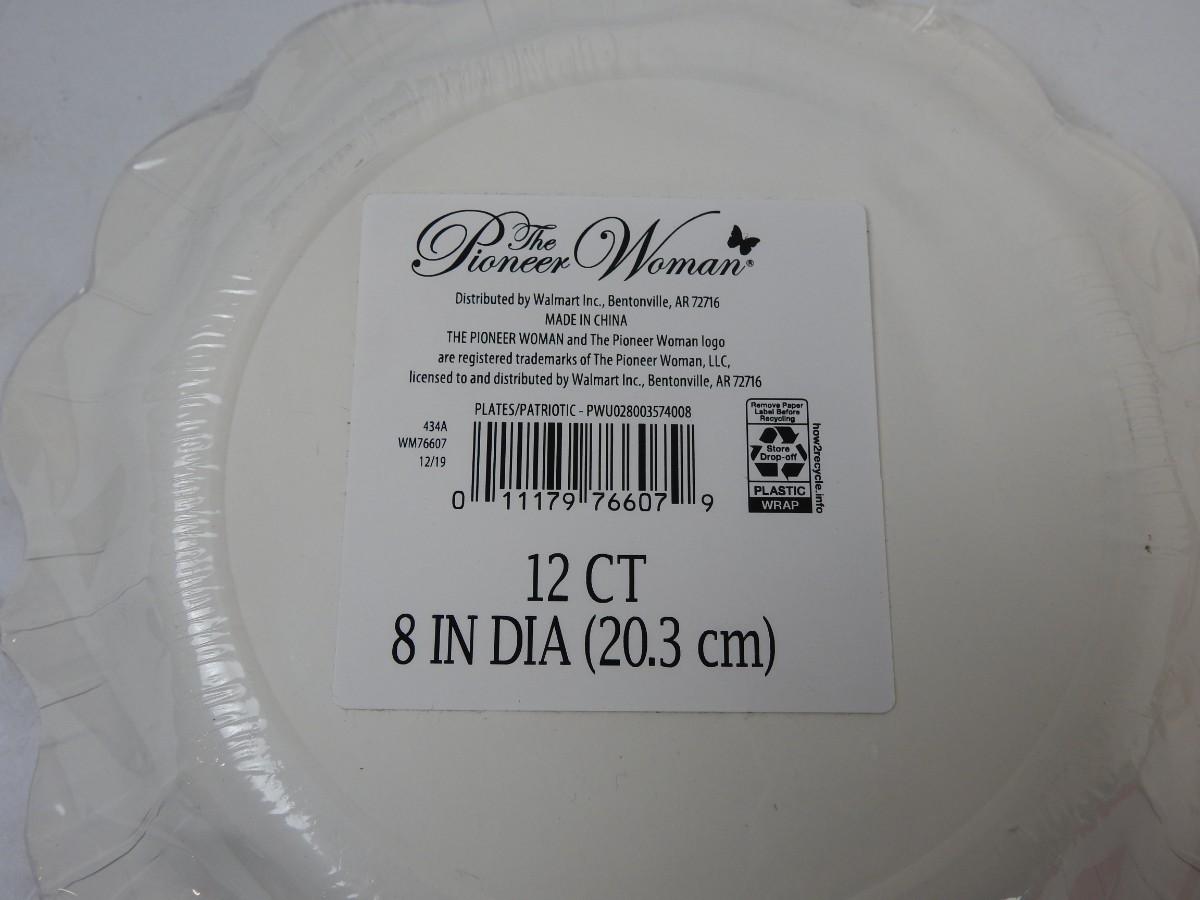 The
Pioneer Woman®
Distributed by Walmart Inc., Bentonville, AR 72716
MADE IN CHINA
THE PIONEER WOMAN and The Pioneer Woman logo
are registered trademarks of The Pioneer Woman, LLC,
licensed to and distributed by Walmart Inc., Bentonville, AR 72716
PLATES/PATRIOTIC - PWU028003574008
434A
WM76607
12/19
0 11179 76607 9
Remove Paper
Label Before
Recycling
Store
Drop-off
PLASTIC
WRAP
how2recycle.info
12 CT
8 IN DIA (20.3 cm)